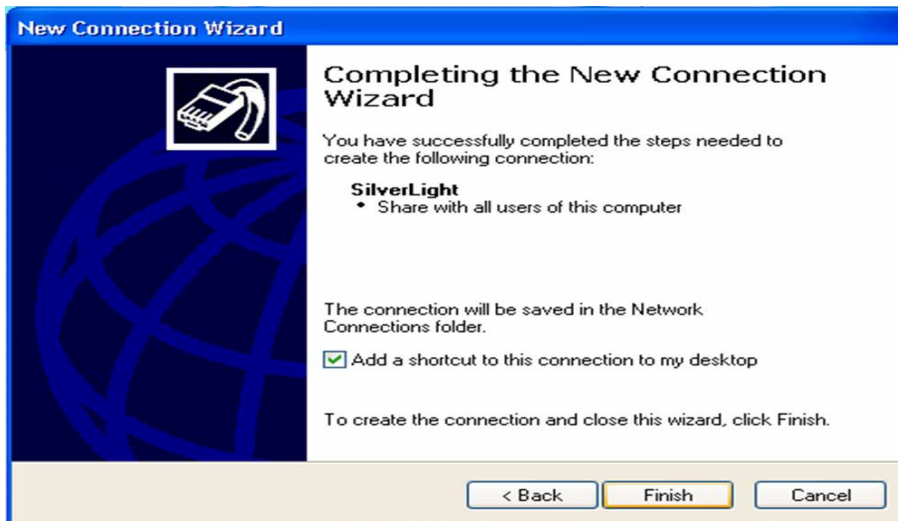 New Connection Wizard
Completing the New Connection
Wizard
You have successfully completed the steps needed to
create the following connection:
SilverLight
• Share with all users of this computer
The connection will be saved in the Network
Connections folder.
Add a shortcut to this connection to my desktop
To create the connection and close this wizard, click Finish.
< Back Finish Cancel